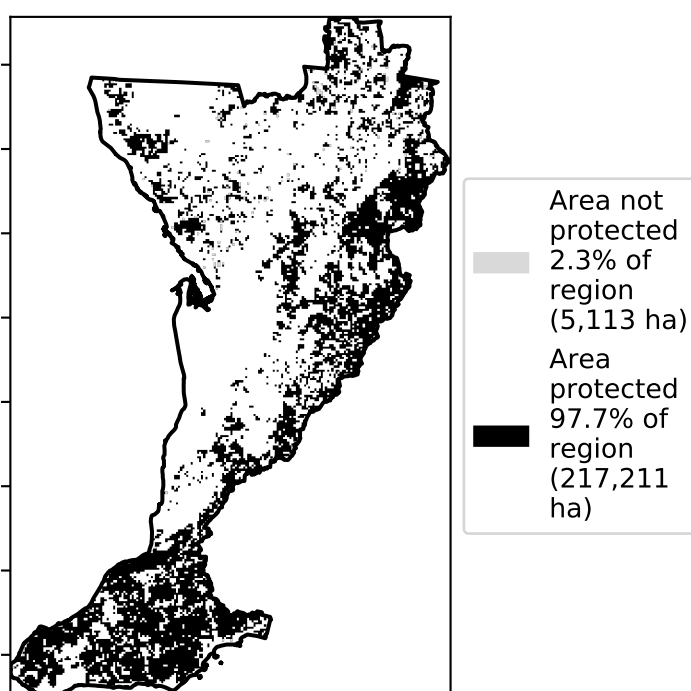 Area not
protected
2.3% of
region
(5,113 ha)
Area
protected
97.7% of
region
(217,211
ha)